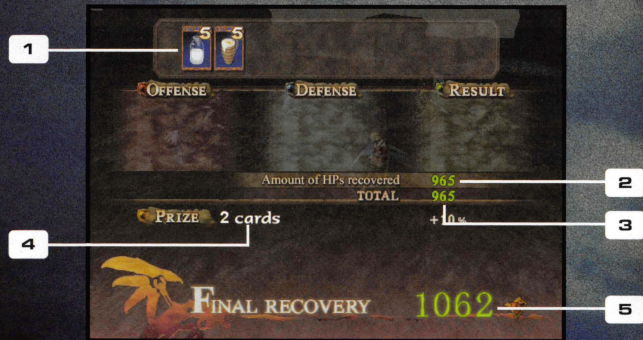 5 5
1
OFFENSE DEFENSE RESULT
Amount of HPs recovered 965 2
TOTAL 965
3
PRIZE 2 cards +10%
4
FINAL RECOVERY 1062 5